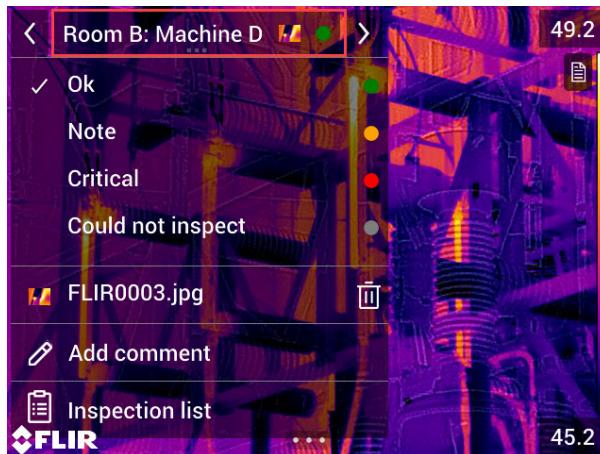 Room B: Machine D
49.2
Ok
Note
Critical
Could not inspect
FLIR0003.jpg
Add comment
Inspection list
FLIR
45.2